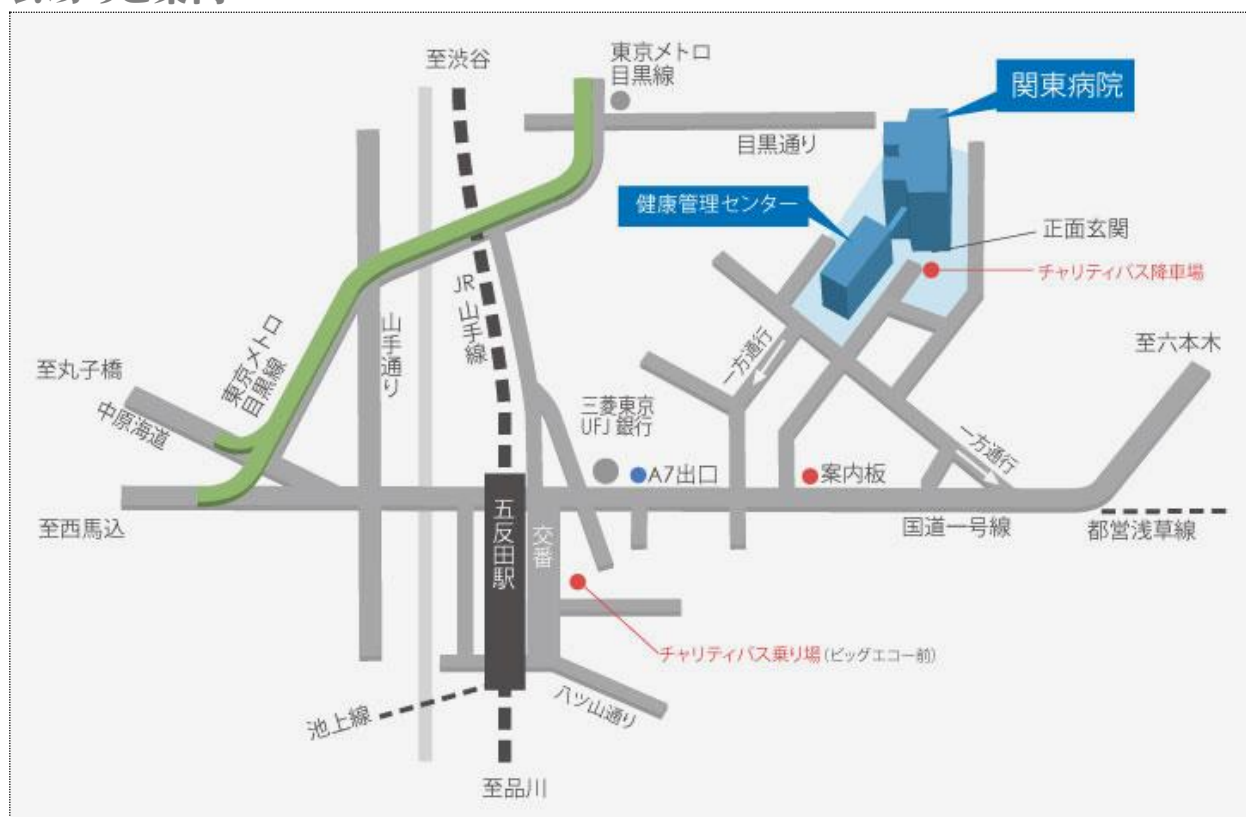 至渋谷
東京メトロ
目黒線
関東病院
目黒通り
健康管理センター
正面玄関
チャリティバス降車場
JR
山手線
山手通り
東京メトロ
目黒線
至丸子橋
中原海道
一方通行
至六本木
三菱東京
UFJ 銀行
A7出口
案内板
一方通行
至西馬込
五反田駅
交番
国道一号線
都営浅草線
チャリティバス乗り場(ビッグエコー前)
八ツ山通り
池上線
至品川